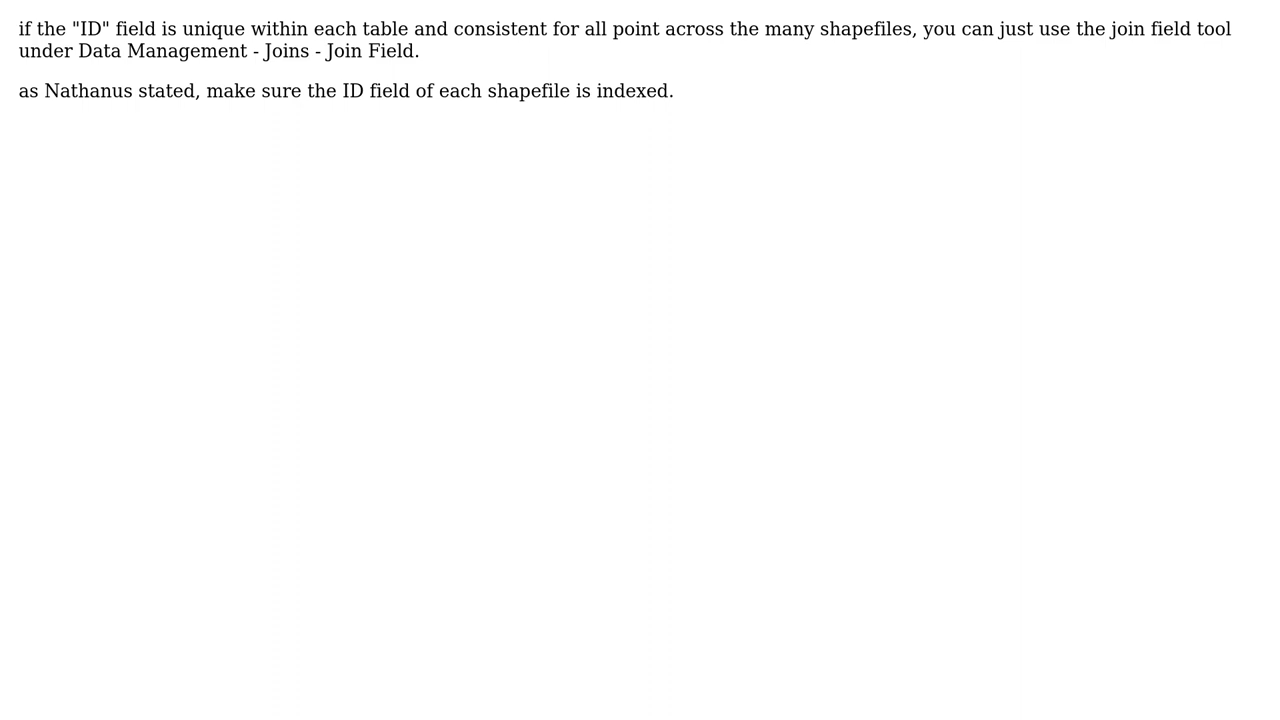 if the "ID" field is unique within each table and consistent for all point across the many shapefiles, you can just use the join field tool
under Data Management - Joins - Join Field.
as Nathanus stated, make sure the ID field of each shapefile is indexed.